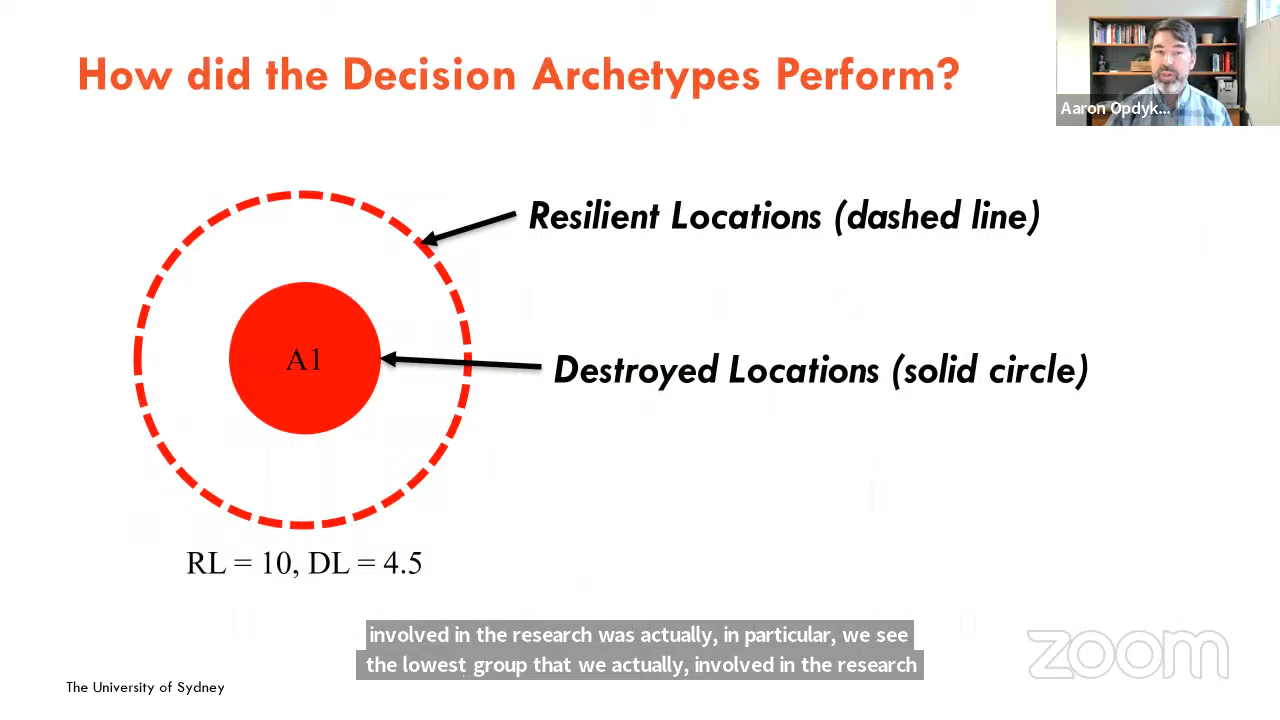 How did the Decision Archetypes Perform?
Aaron Opdyk...
Resilient Locations (dashed line)
A1
Destroyed Locations (solid circle)
RL = 10, DL = 4.5
involved in the research was actually, in particular, we see
the lowest group that we actually, involved in the research
zoom
The University of Sydney